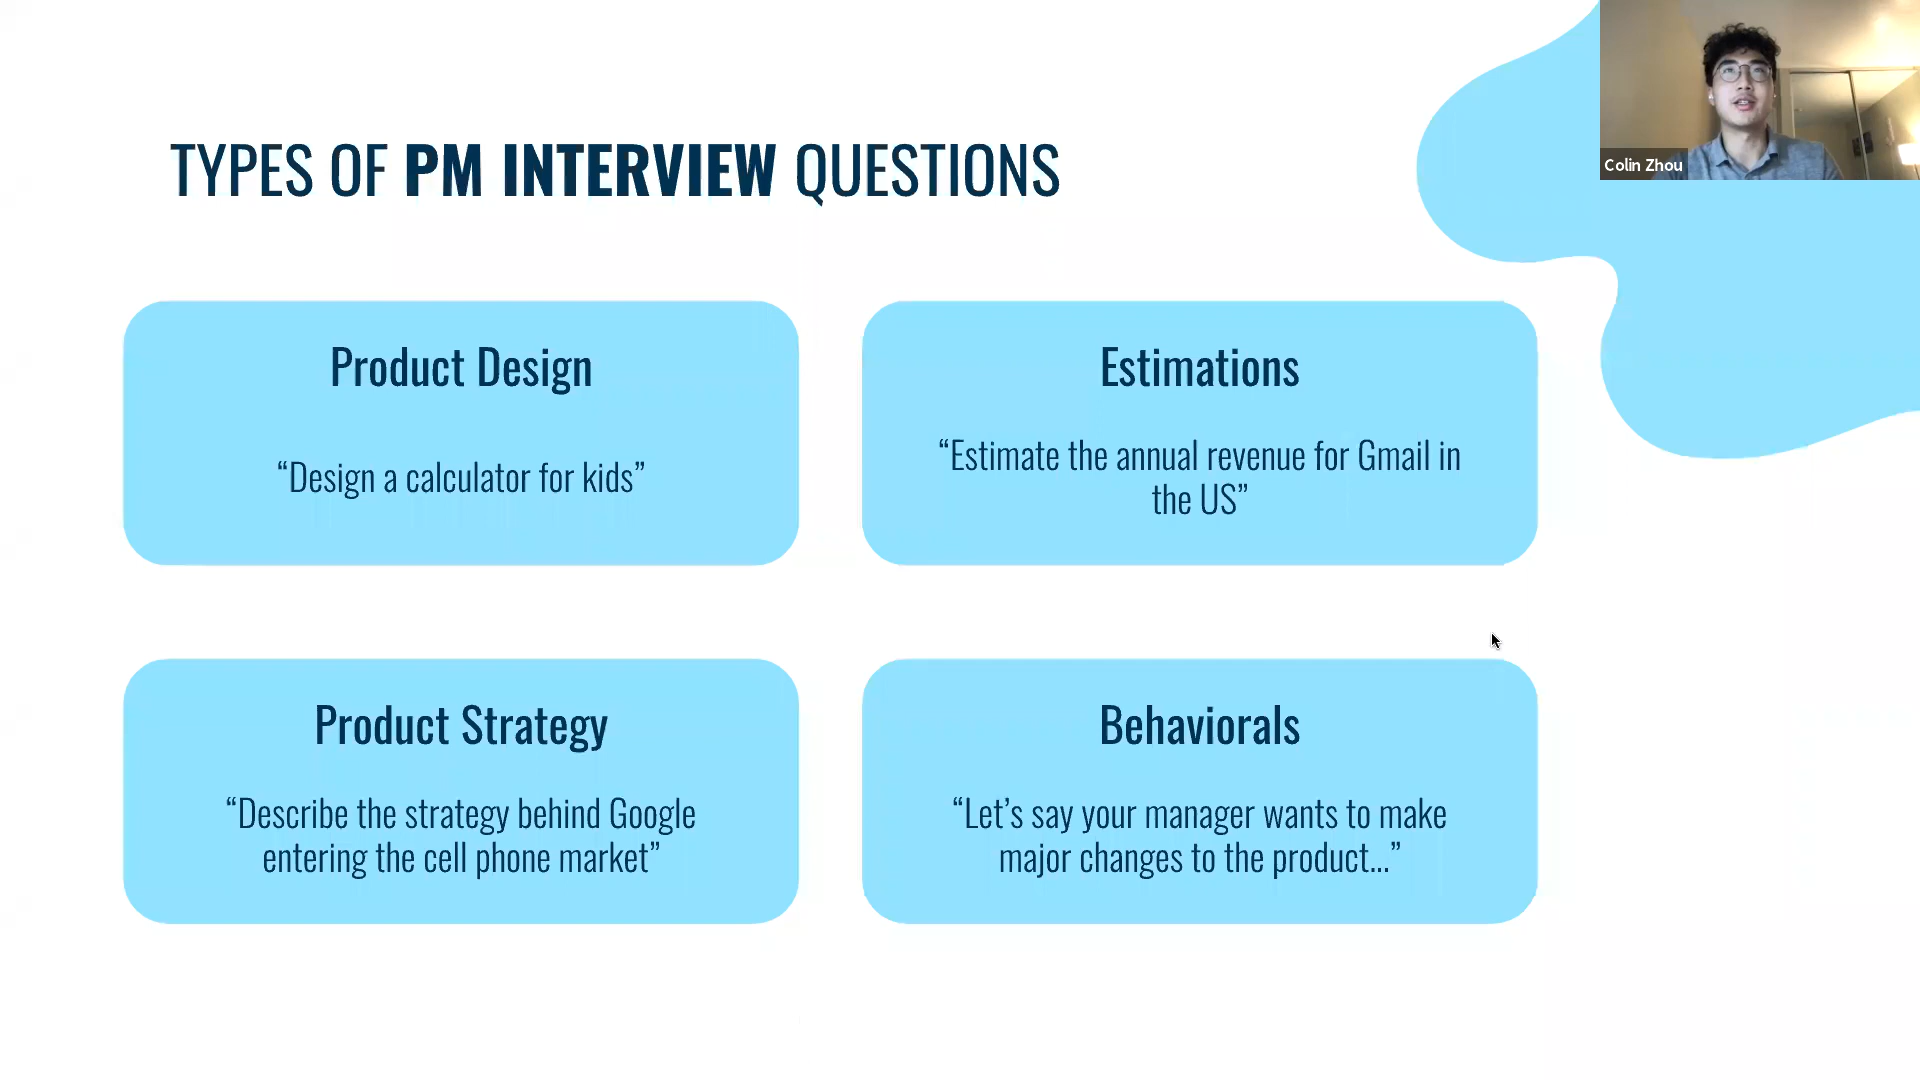 Colin Zhou
TYPES OF PM INTERVIEW QUESTIONS
Product Design
“Design a calculator for kids”
Estimations
“Estimate the annual revenue for Gmail in
the US”
Product Strategy
“Describe the strategy behind Google
entering the cell phone market”
Behaviorals
“Let’s say your manager wants to make
major changes to the product...”